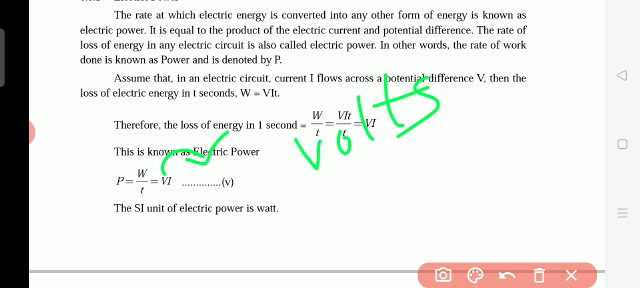 The rate at which electric energy is converted into any other form of energy is known as
electric power. It is equal to the product of the electric current and potential difference. The rate of
loss of energy in any electric circuit is also called electric power. In other words, the rate of work
done is known as Power and is denoted by P.
Assume that, in an electric circuit, current I flows across a potential difference V, then the
loss of electric energy in t seconds, W = VIt.
Therefore, the loss of energy in 1 second = W/t = VIt/t = VI
volts
This is known as Electric Power
P = W/t = VI ..............(v)
The SI unit of electric power is watt.